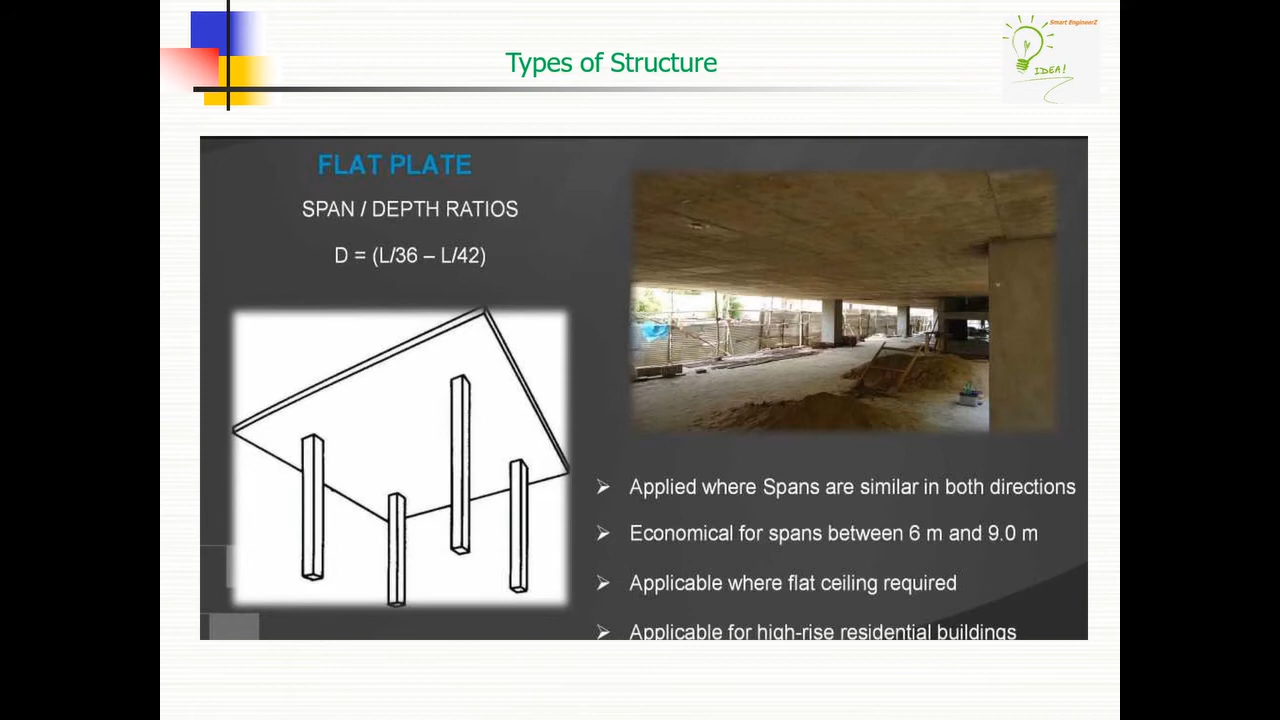 Types of Structure
Smart EngineerZ
IDEA!
FLAT PLATE
SPAN / DEPTH RATIOS
D = (L/36 – L/42)
Applied where Spans are similar in both directions
Economical for spans between 6 m and 9.0 m
Applicable where flat ceiling required
Applicable for high-rise residential buildings